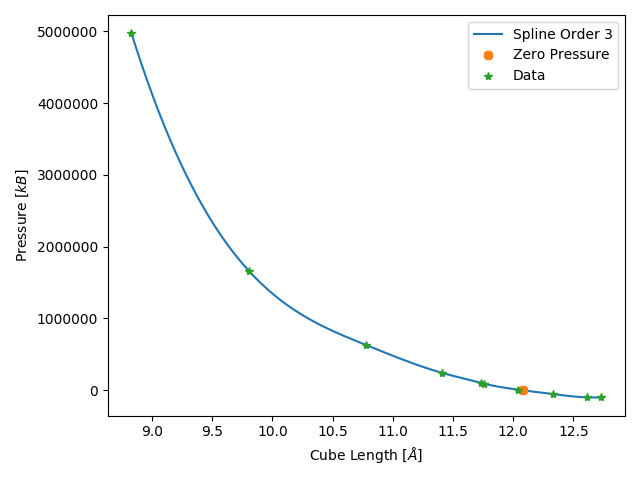 Spline Order 3
Zero Pressure
Data
Pressure [kB]
5000000
4000000
3000000
2000000
1000000
0
9.0 9.5 10.0 10.5 11.0 11.5 12.0 12.5
Cube Length [Å]